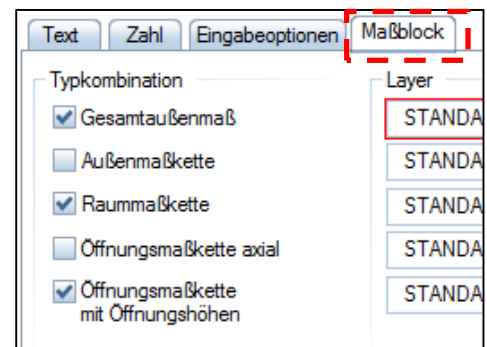 Text Zahl Eingabeoptionen Maßblock
Typkombination Layer
Gesamtaußenmaß STANDA
Außenmaßkette STANDA
Raummaßkette STANDA
Öffnungsmaßkette axial STANDA
Öffnungsmaßkette STANDA
mit Öffnungshöhen